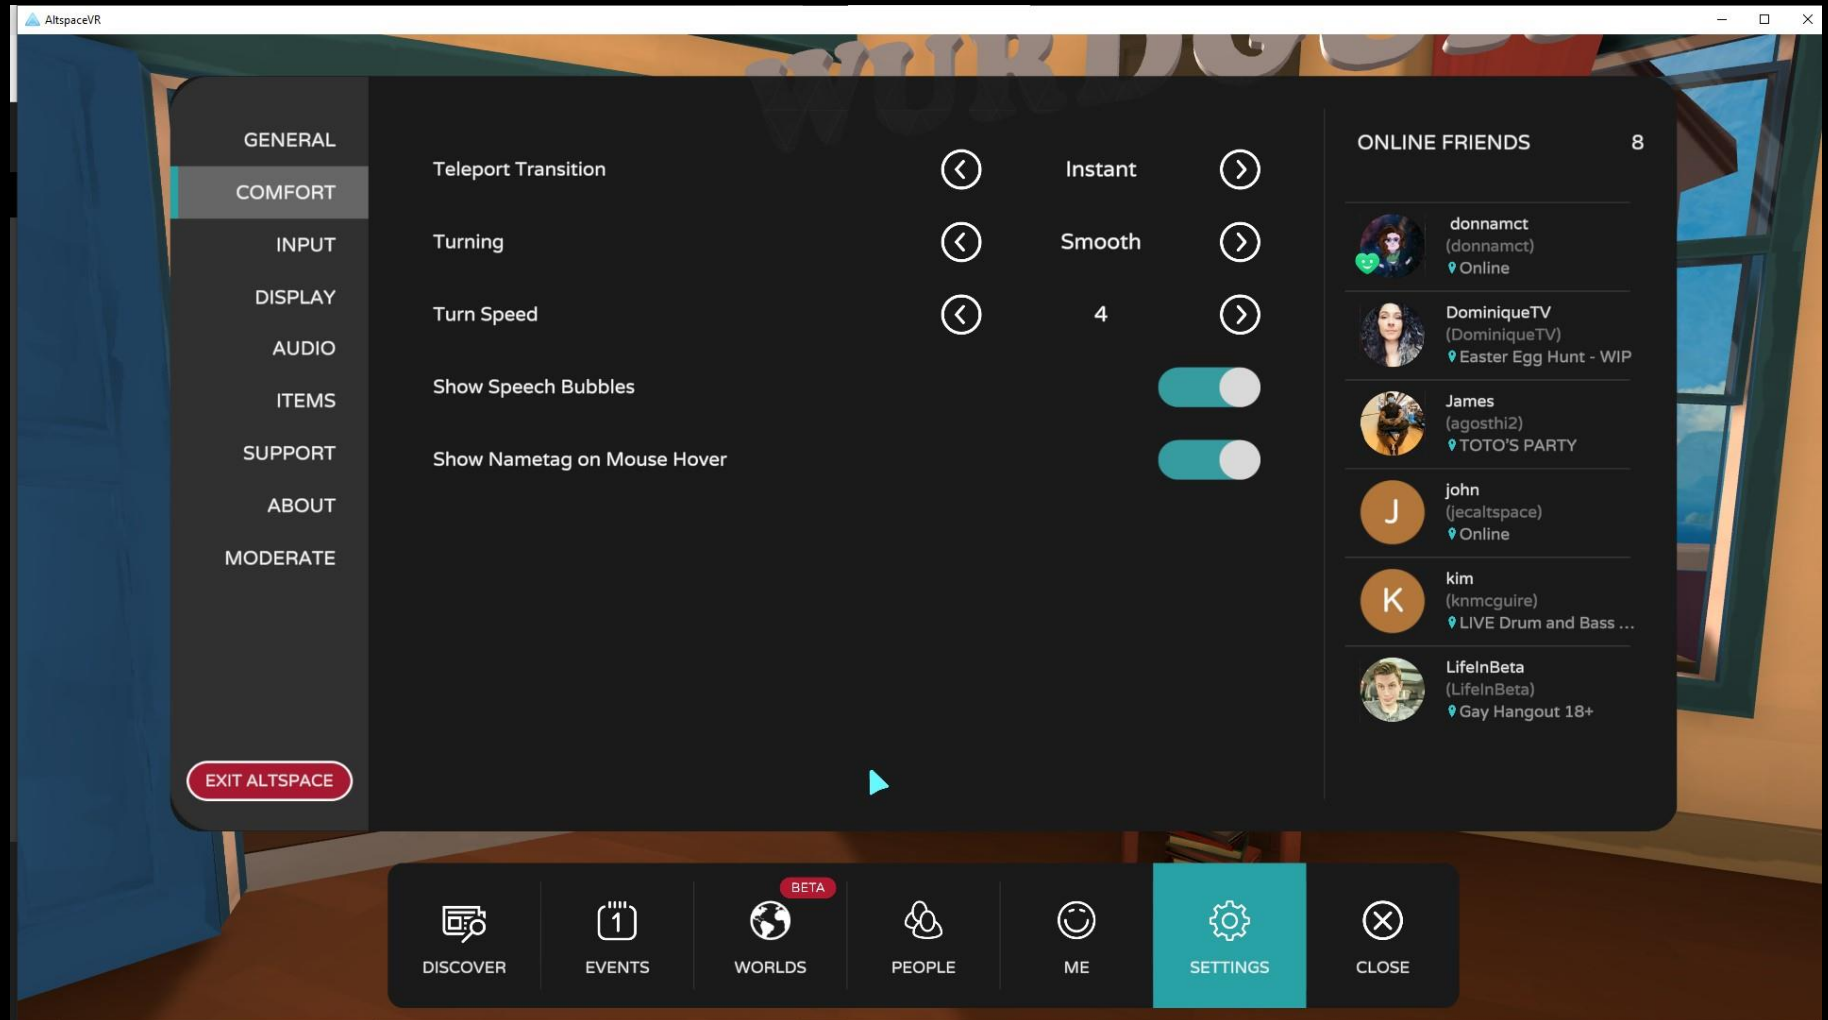 AltspaceVR
WURDGU
GENERAL
COMFORT
INPUT
DISPLAY
AUDIO
ITEMS
SUPPORT
ABOUT
MODERATE
EXIT ALTSPACE
Teleport Transition
Instant
Turning
Smooth
Turn Speed
4
Show Speech Bubbles
Show Nametag on Mouse Hover
ONLINE FRIENDS 8
donnamct
(donnamct)
Online
DominiqueTV
(DominiqueTV)
Easter Egg Hunt - WIP
James
(agosthi2)
TOTO'S PARTY
J
john
(jecaltspace)
Online
K
kim
(knmcguire)
LIVE Drum and Bass ...
LifeInBeta
(LifeInBeta)
Gay Hangout 18+
BETA
1
DISCOVER
EVENTS
WORLDS
PEOPLE
ME
SETTINGS
CLOSE